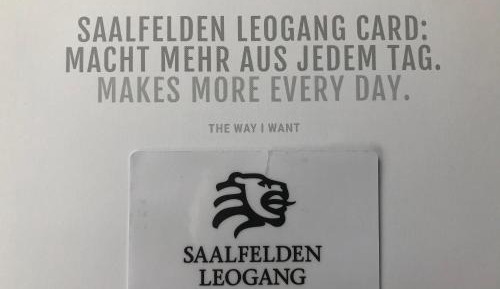 SAALFELDEN LEOGANG CARD:
MACHT MEHR AUS JEDEM TAG.
MAKES MORE EVERY DAY.
THE WAY I WANT
SAALFELDEN
LEOGANG